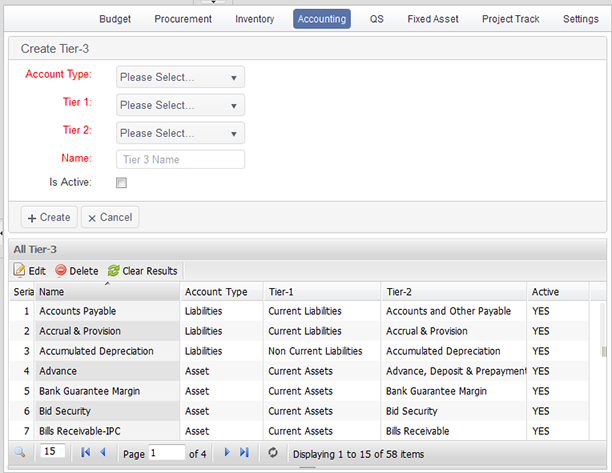 Budget Procurement Inventory Accounting QS Fixed Asset Project Track Settings
Create Tier-3
Account Type: Please Select...
Tier 1: Please Select...
Tier 2: Please Select...
Name: Tier 3 Name
Is Active:
+ Create × Cancel
All Tier-3
Edit Delete Clear Results
Seria Name Account Type Tier-1 Tier-2 Active
1 Accounts Payable Liabilities Current Liabilities Accounts and Other Payable YES
2 Accrual & Provision Liabilities Current Liabilities Accrual & Provision YES
3 Accumulated Depreciation Liabilities Non Current Liabilities Accumulated Depreciation YES
4 Advance Asset Current Assets Advance, Deposit & Prepayment YES
5 Bank Guarantee Margin Asset Current Assets Bank Guarantee Margin YES
6 Bid Security Asset Current Assets Bid Security YES
7 Bills Receivable-IPC Asset Current Assets Bills Receivable YES
15 Page 1 of 4 Displaying 1 to 15 of 58 items